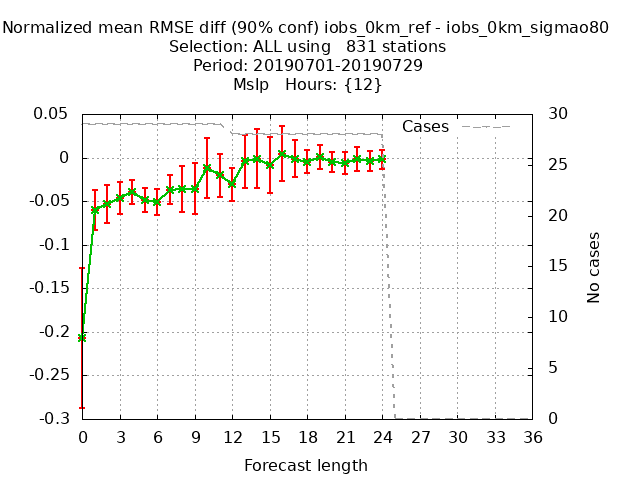 Normalized mean RMSE diff (90% conf) iobs_0km_ref - iobs_0km_sigmao80
Selection: ALL using   831 stations
Period: 20190701-20190729
Mslp   Hours: {12}
0.05
0
-0.05
-0.1
-0.15
-0.2
-0.25
-0.3
Cases
30
25
20
15
10
5
0
No cases
0 3 6 9 12 15 18 21 24 27 30 33 36
Forecast length